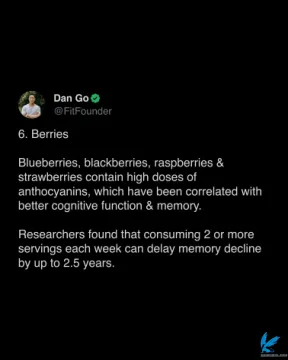 Dan Go
@FitFounder
6. Berries
Blueberries, blackberries, raspberries &
strawberries contain high doses of
anthocyanins, which have been correlated with
better cognitive function & memory.
Researchers found that consuming 2 or more
servings each week can delay memory decline
by up to 2.5 years.